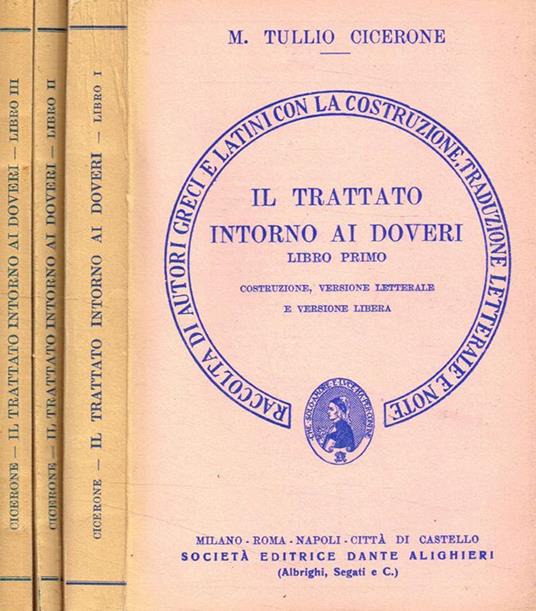 CICERONE — IL TRATTATO INTORNO AI DOVERI — LIBRO III
CICERONE — IL TRATTATO INTORNO AI DOVERI — LIBRO II
CICERONE — IL TRATTATO INTORNO AI DOVERI — LIBRO I
M. TULLIO CICERONE
RACCOLTA DI AUTORI GRECI E LATINI CON LA COSTRUZIONE, TRADUZIONE LETTERALE E NOTE
IL TRATTATO
INTORNO AI DOVERI
LIBRO PRIMO
COSTRUZIONE, VERSIONE LETTERALE
E VERSIONE LIBERA
MILANO - ROMA - NAPOLI - CITTÀ DI CASTELLO
SOCIETÀ EDITRICE DANTE ALIGHIERI
(Albrighi, Segati e C.)